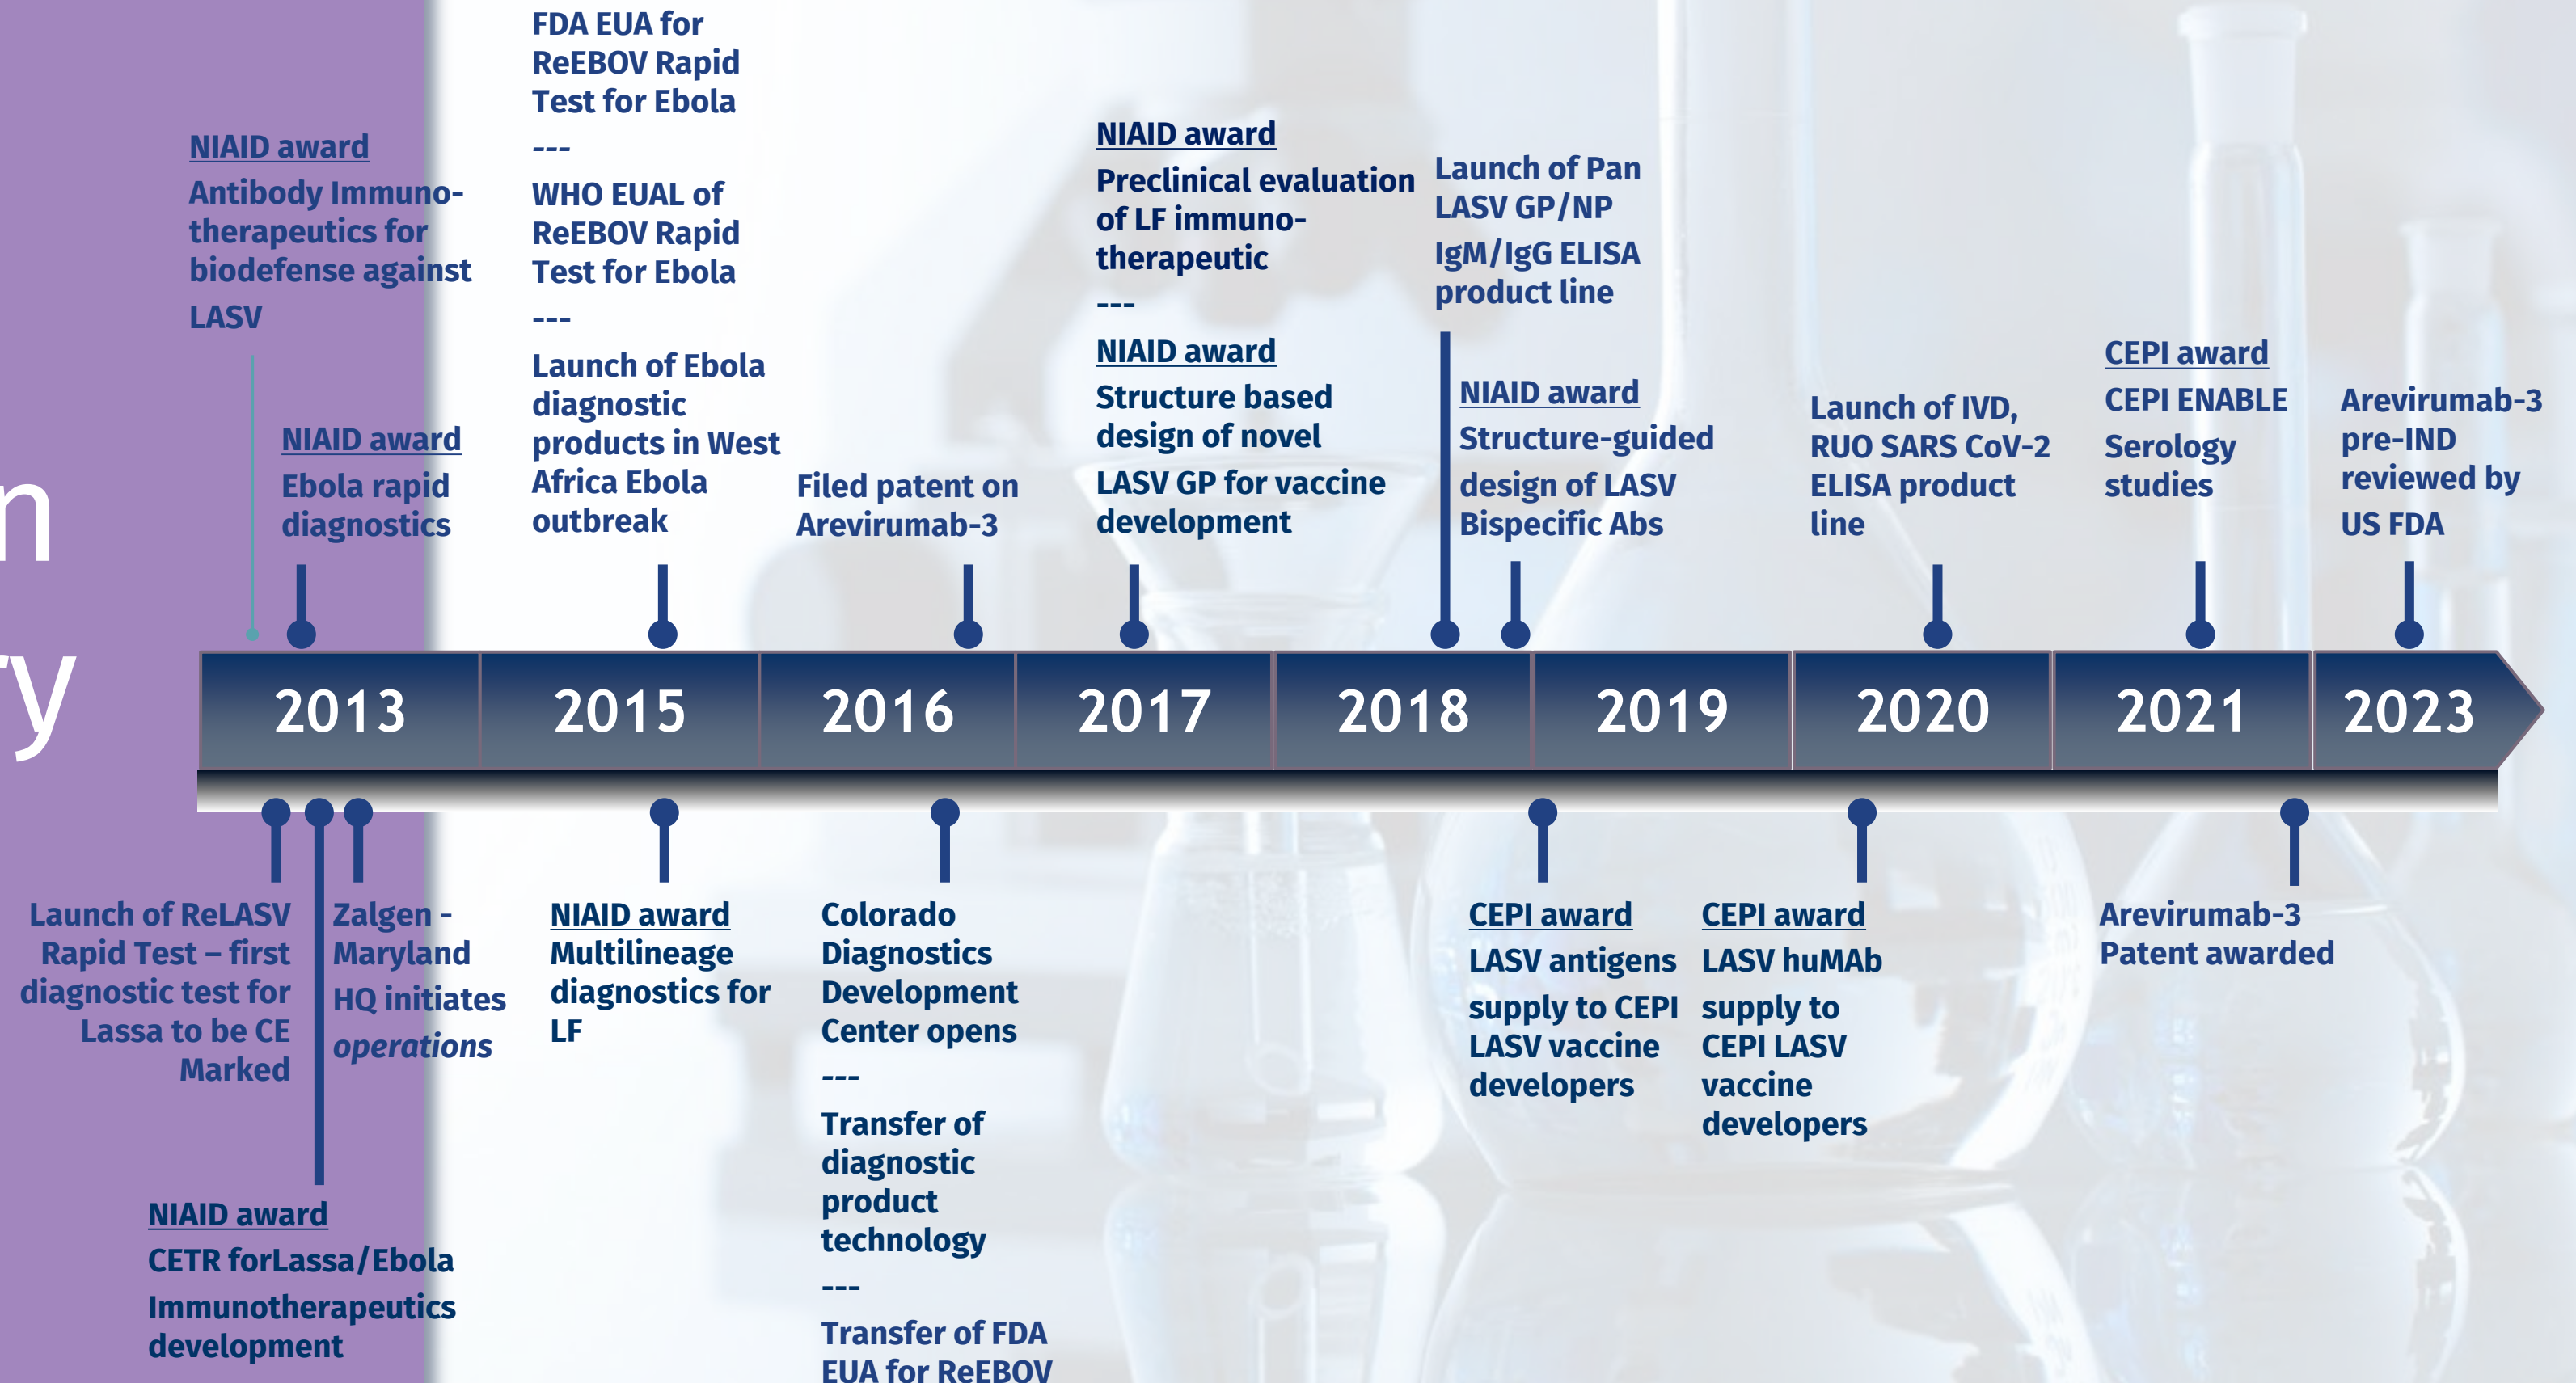 n
ry
NIAID award
Antibody Immuno-
therapeutics for
biodefense against
LASV
NIAID award
Ebola rapid
diagnostics
FDA EUA for
ReEBOV Rapid
Test for Ebola
---
WHO EUAL of
ReEBOV Rapid
Test for Ebola
---
Launch of Ebola
diagnostic
products in West
Africa Ebola
outbreak
Filed patent on
Arevirumab-3
NIAID award
Preclinical evaluation
of LF immuno-
therapeutic
---
NIAID award
Structure based
design of novel
LASV GP for vaccine
development
Launch of Pan
LASV GP/NP
IgM/IgG ELISA
product line
NIAID award
Structure-guided
design of LASV
Bispecific Abs
Launch of IVD,
RUO SARS CoV-2
ELISA product
line
CEPI award
CEPI ENABLE
Serology
studies
Arevirumab-3
pre-IND
reviewed by
US FDA
2013
2015
2016
2017
2018
2019
2020
2021
2023
Launch of ReLASV
Rapid Test – first
diagnostic test for
Lassa to be CE
Marked
NIAID award
CETR forLassa/Ebola
Immunotherapeutics
development
Zalgen -
Maryland
HQ initiates
operations
NIAID award
Multilineage
diagnostics for
LF
Colorado
Diagnostics
Development
Center opens
---
Transfer of
diagnostic
product
technology
---
Transfer of FDA
EUA for ReEBOV
CEPI award
LASV antigens
supply to CEPI
LASV vaccine
developers
CEPI award
LASV huMAb
supply to
CEPI LASV
vaccine
developers
Arevirumab-3
Patent awarded